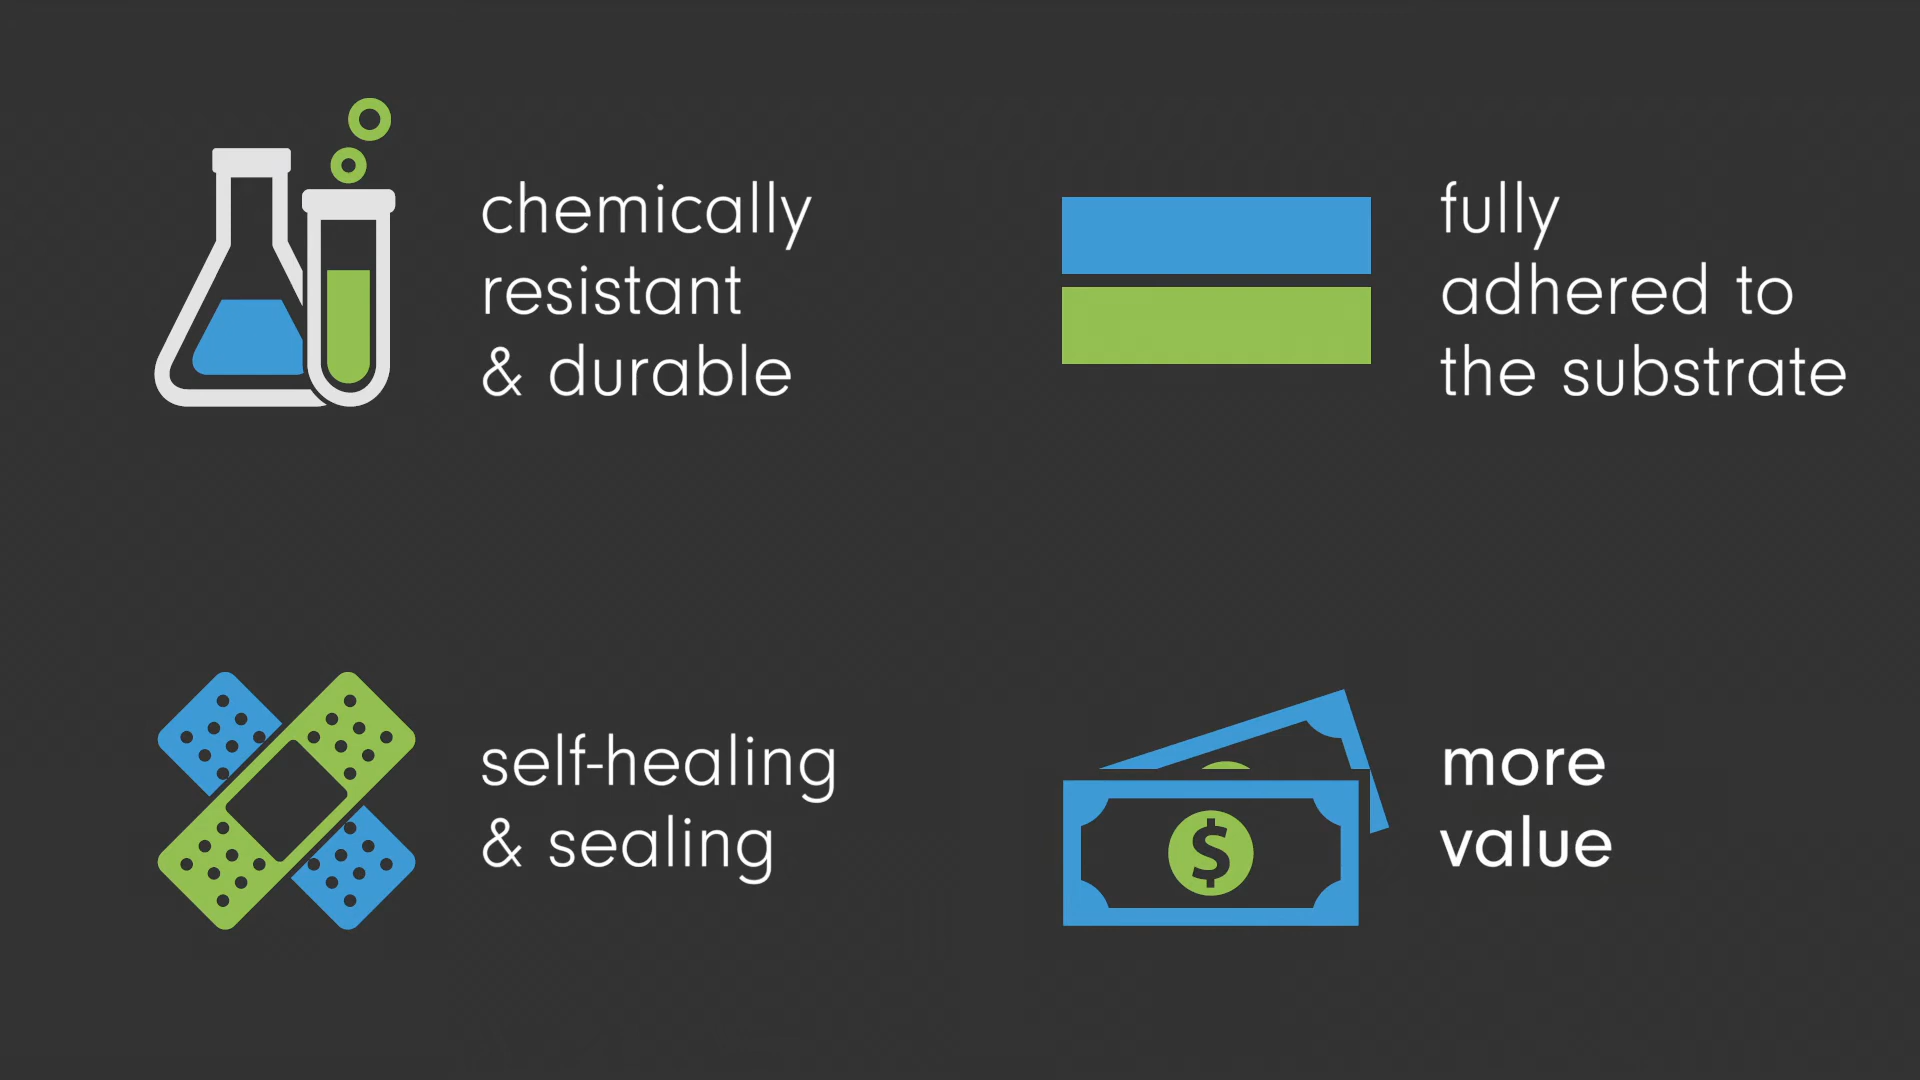 chemically
resistant
& durable
fully
adhered to
the substrate
self-healing
& sealing
$
more
value